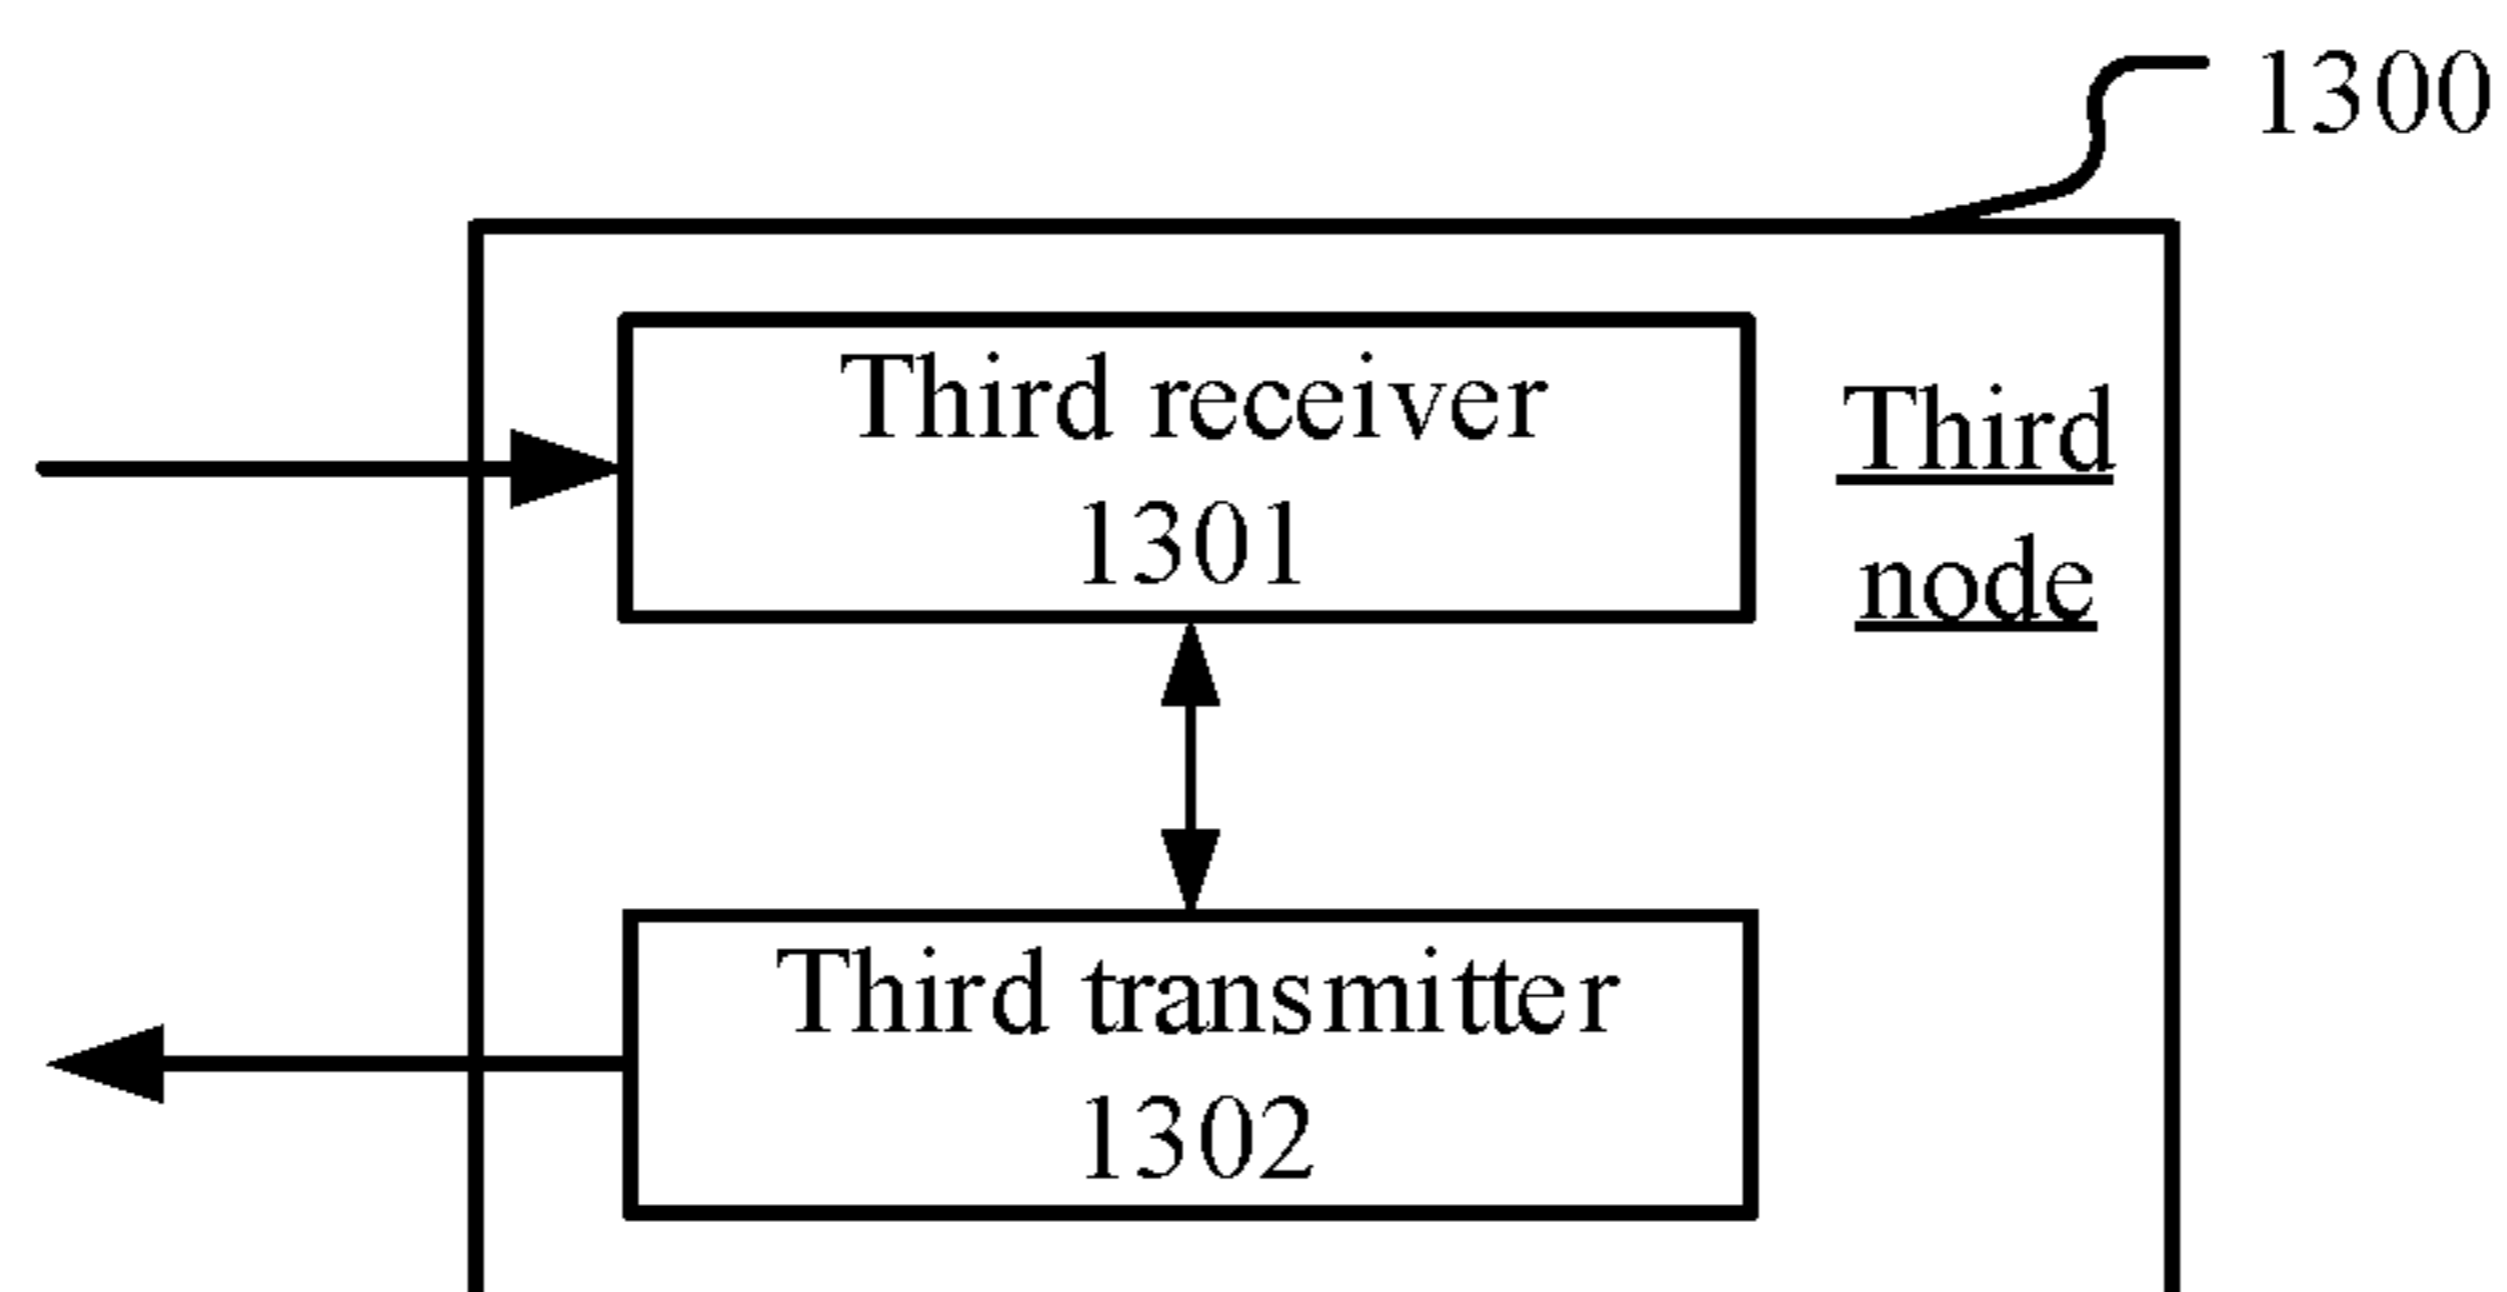 1300
Third receiver
1301
Third
node
Third transmitter
1302